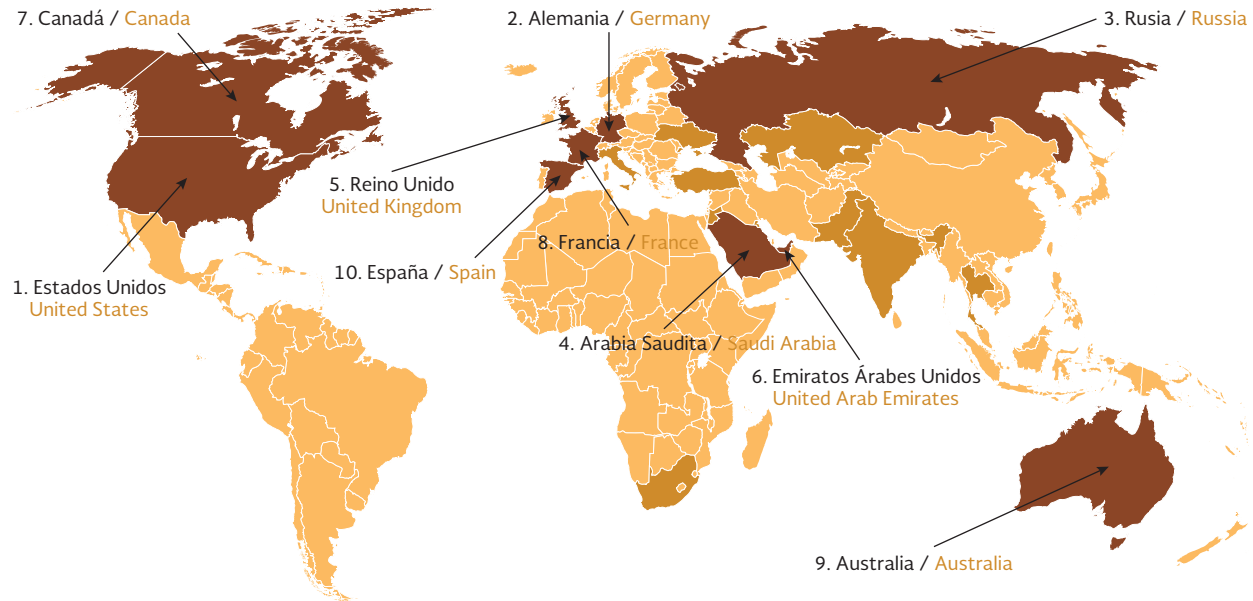 7. Canadá / Canada
2. Alemania / Germany
3. Rusia / Russia
5. Reino Unido
United Kingdom
8. Francia / France
10. España / Spain
1. Estados Unidos
United States
4. Arabia Saudita / Saudi Arabia
6. Emiratos Árabes Unidos
United Arab Emirates
9. Australia / Australia